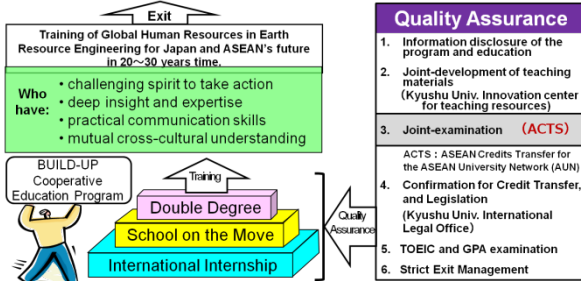 Exit
Training of Global Human Resources in Earth
Resource Engineering for Japan and ASEAN's future
in 20～30 years time.
Who
have:
• challenging spirit to take action
• deep insight and expertise
• practical communication skills
• mutual cross-cultural understanding
BUILD-UP
Cooperative
Education Program
Training
Double Degree
School on the Move
International Internship
Quality
Assurance
Quality Assurance
1. Information disclosure of the
program and education
2. Joint-development of teaching
materials
(Kyushu Univ. Innovation center
for teaching resources)
3. Joint-examination （ACTS）
ACTS：ASEAN Credits Transfer for
the ASEAN University Network (AUN)
4. Confirmation for Credit Transfer,
and Legislation
(Kyushu Univ. International
Legal Office）
5. TOEIC and GPA examination
6. Strict Exit Management